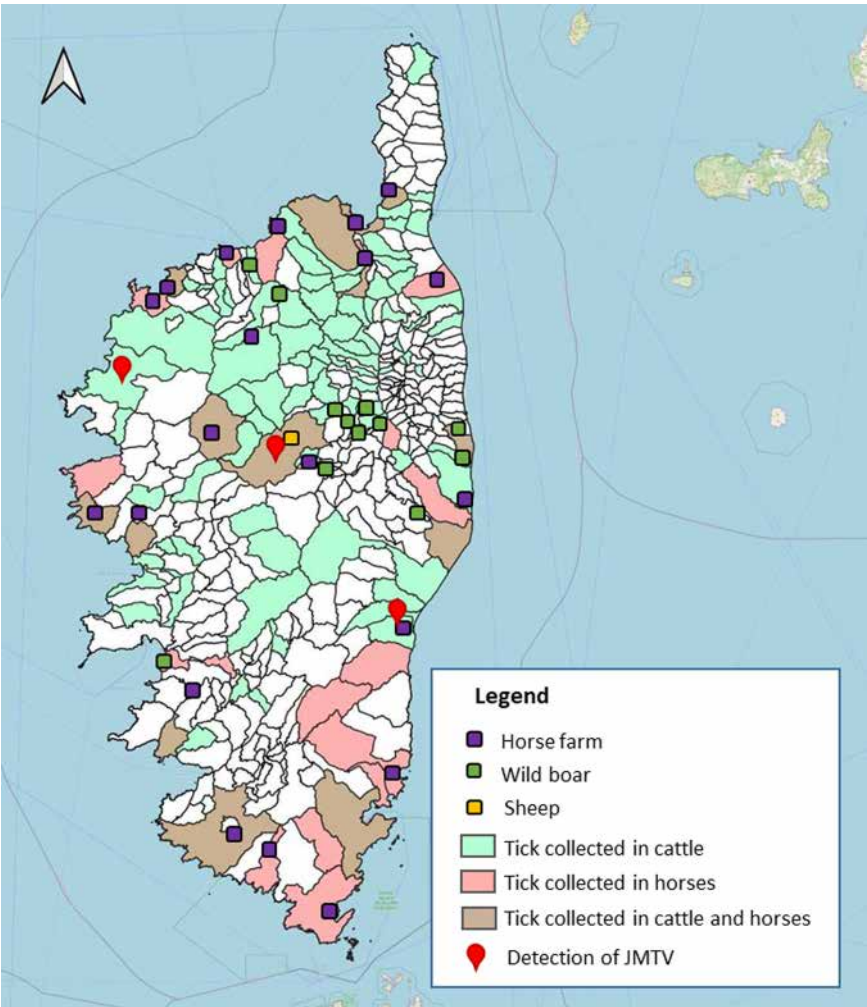 Legend
Horse farm
Wild boar
Sheep
Tick collected in cattle
Tick collected in horses
Tick collected in cattle and horses
Detection of JMTV